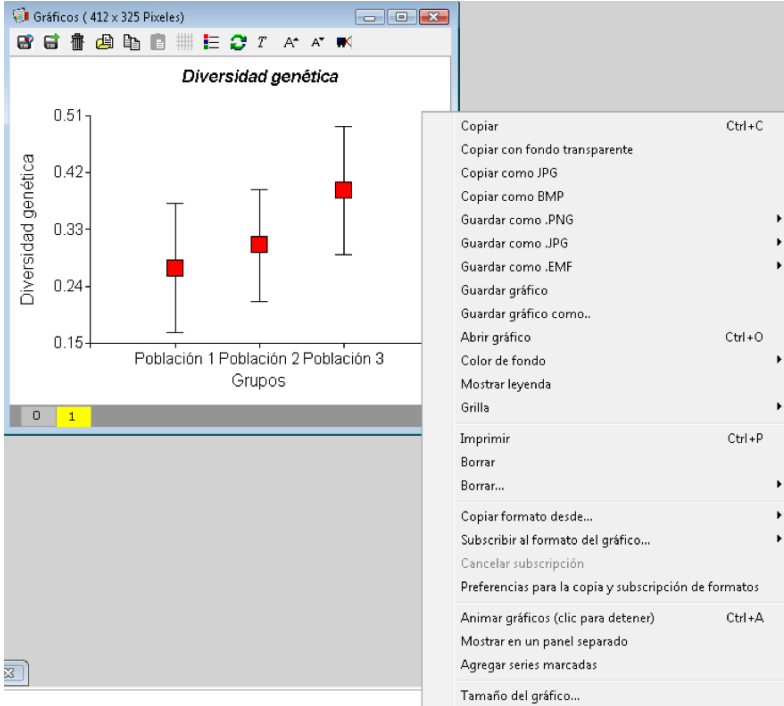 Gráficos ( 412 x 325 Pixeles)
T A A
Diversidad genética
Diversidad genética
0.51
0.42
0.33
0.24
0.15
Población 1 Población 2 Población 3
Grupos
0 1
Copiar Ctrl+C
Copiar con fondo transparente
Copiar como JPG
Copiar como BMP
Guardar como .PNG
Guardar como .JPG
Guardar como .EMF
Guardar gráfico
Guardar gráfico como..
Abrir gráfico Ctrl+O
Color de fondo
Mostrar leyenda
Grilla
Imprimir Ctrl+P
Borrar
Borrar...
Copiar formato desde...
Subscribir al formato del gráfico...
Cancelar subscripción
Preferencias para la copia y subscripción de formatos
Animar gráficos (clic para detener) Ctrl+A
Mostrar en un panel separado
Agregar series marcadas
Tamaño del gráfico...